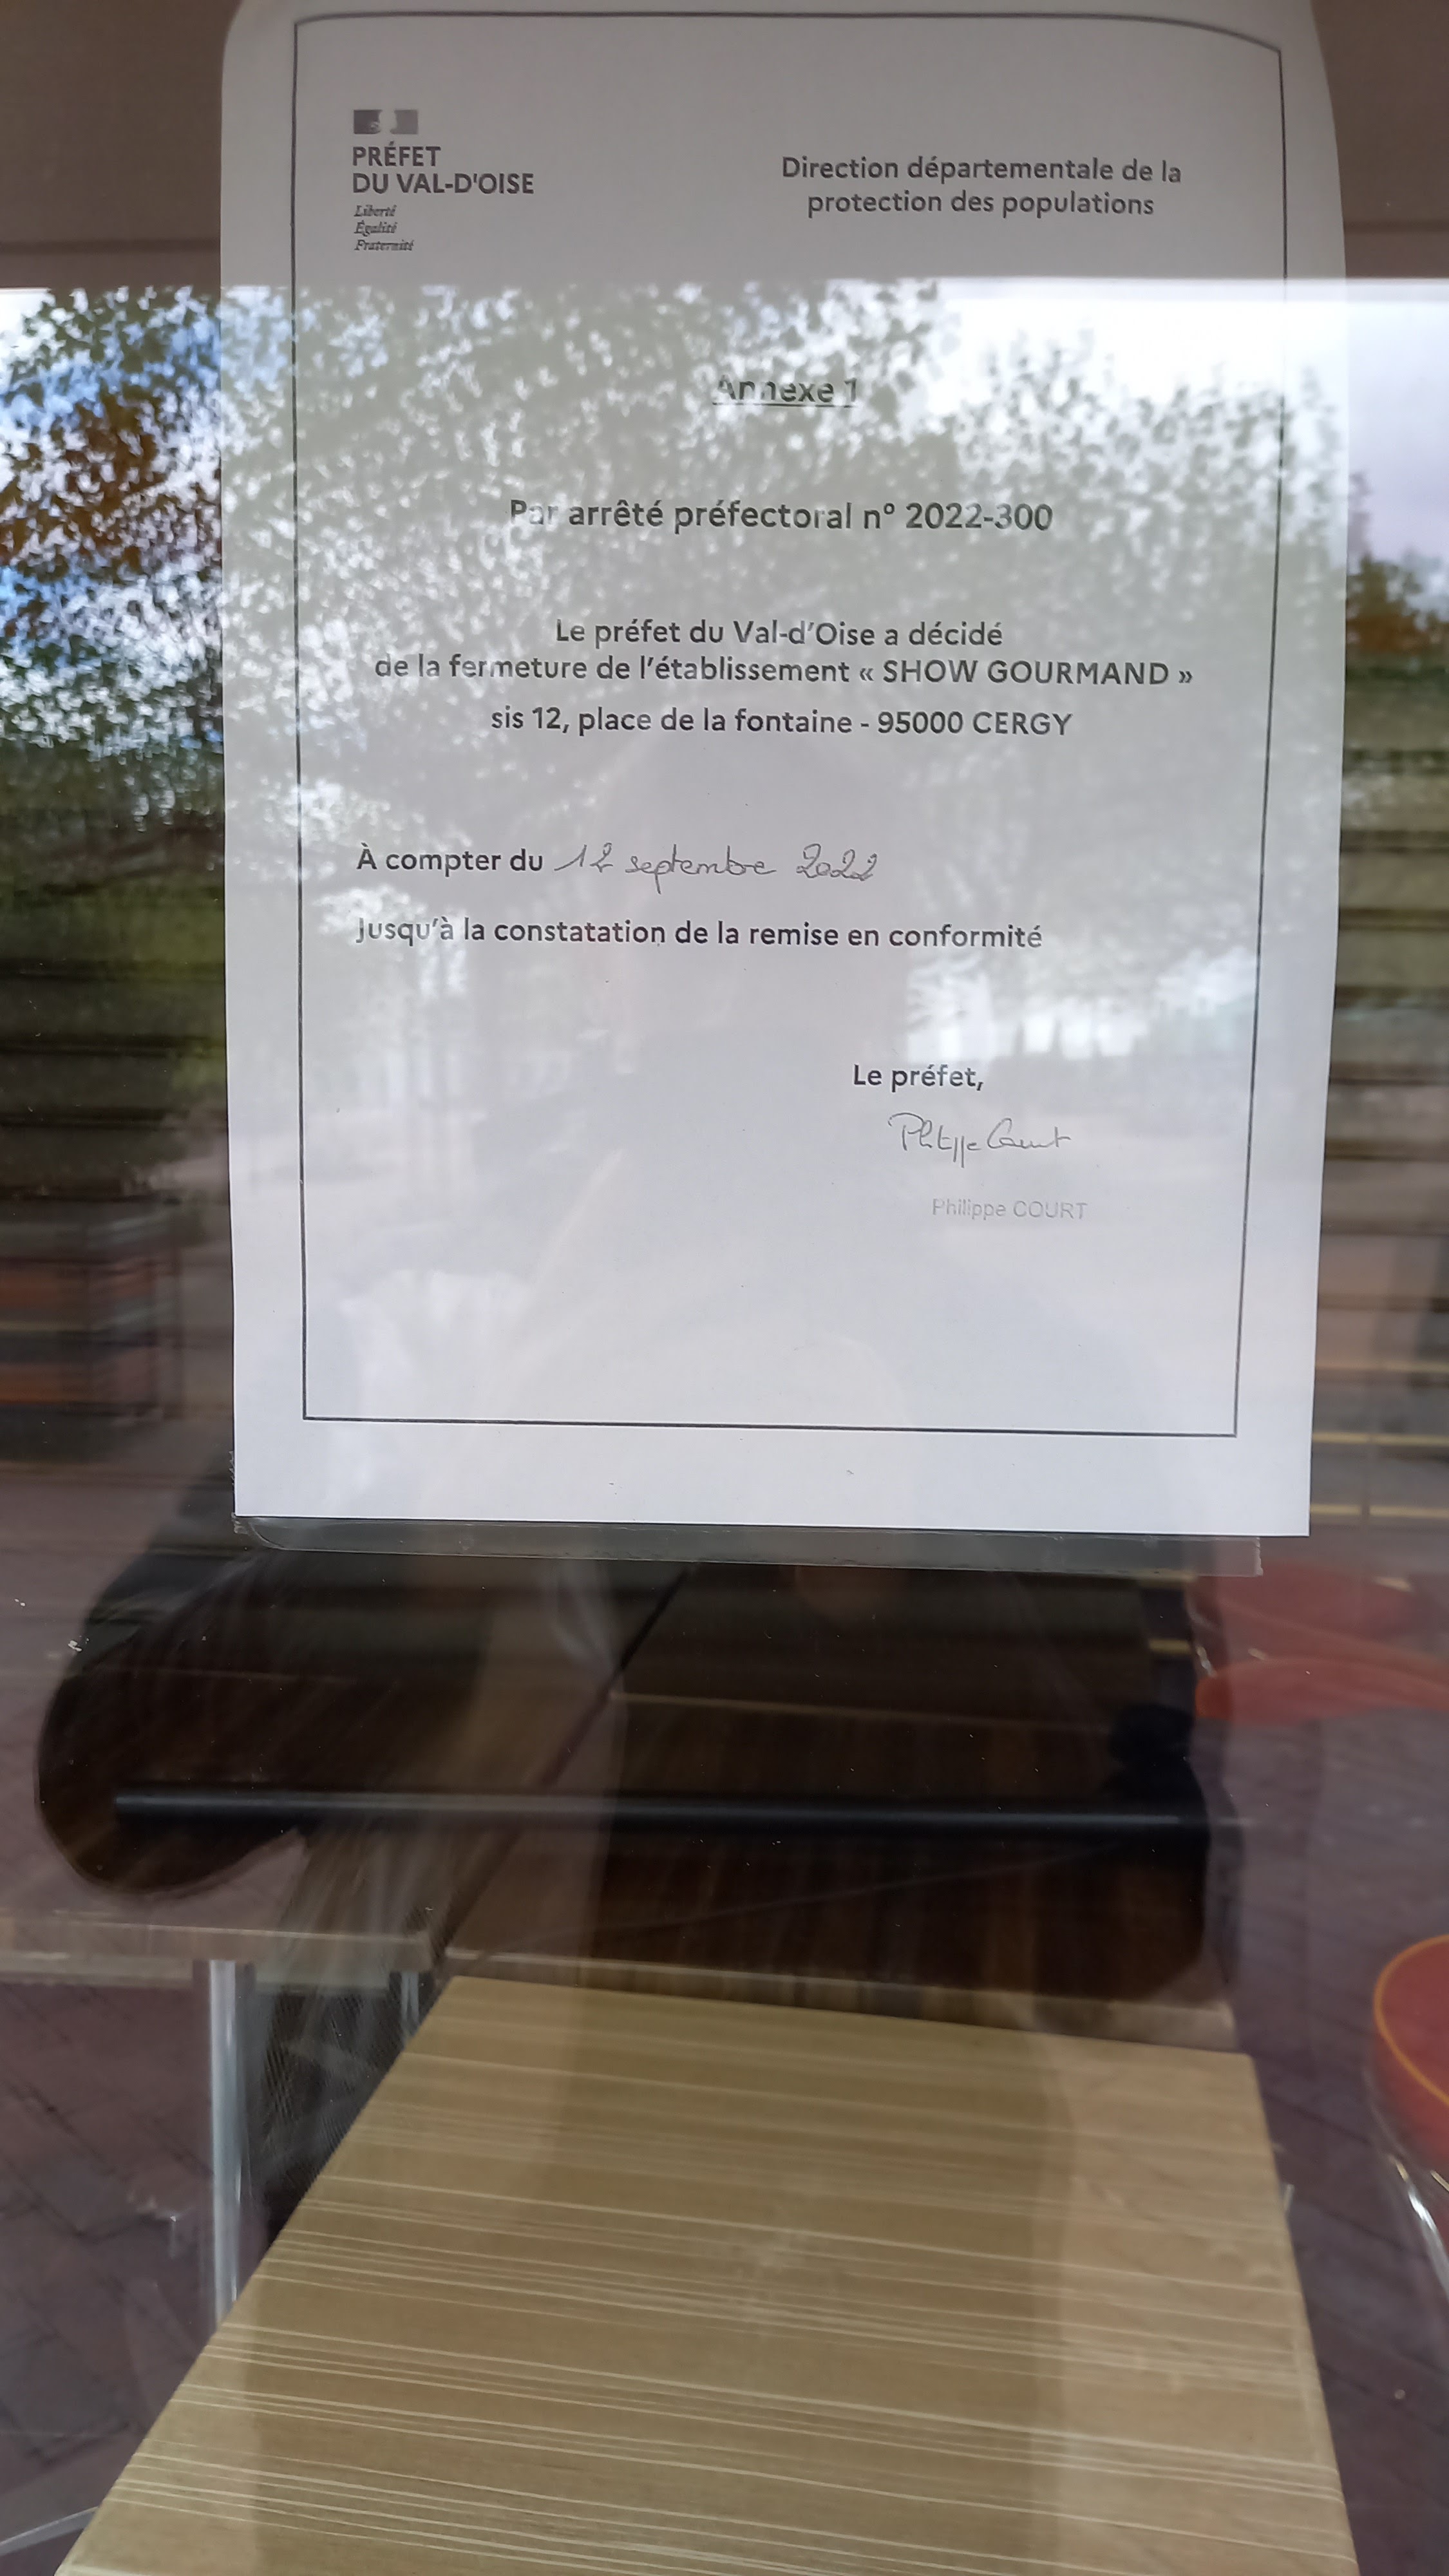 PRÉFET
DU VAL-D'OISE
Liberté
Égalité
Fraternité
Direction départementale de la
protection des populations
Annexe 1
Par arrêté préfectoral n° 2022-300
Le préfet du Val-d'Oise a décidé
de la fermeture de l'établissement « SHOW GOURMAND »
sis 12, place de la fontaine - 95000 CERGY
À compter du 12 septembre 2022
Jusqu'à la constatation de la remise en conformité
Le préfet,
Philippe Court
Philippe COURT